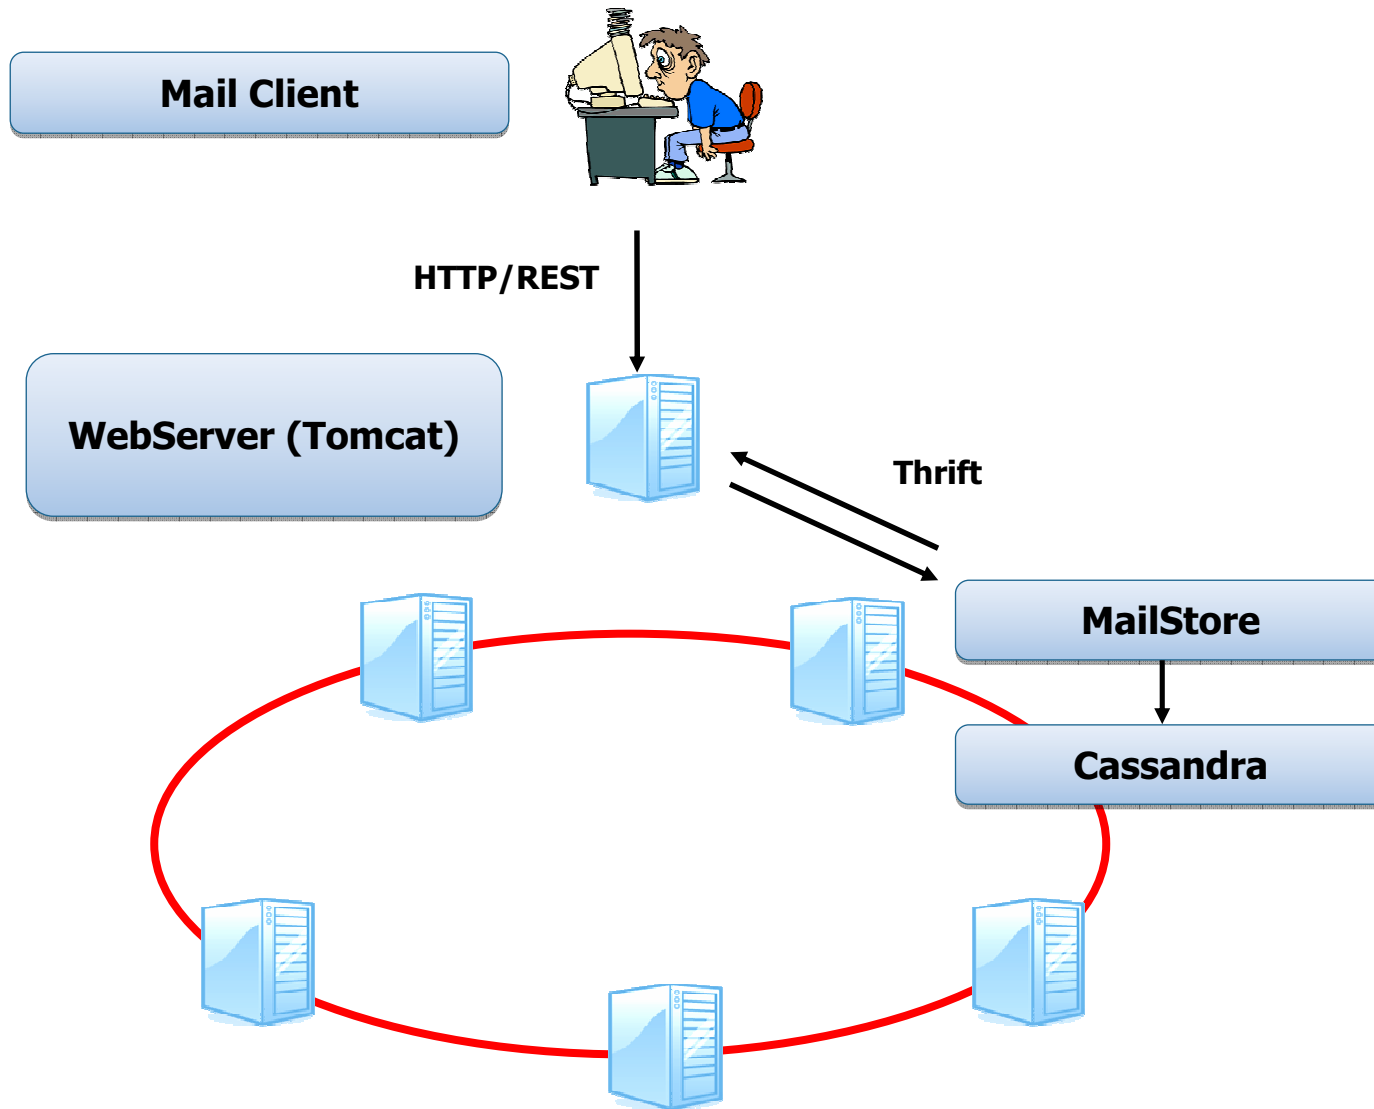 Mail Client
HTTP/REST
WebServer (Tomcat)
Thrift
MailStore
Cassandra